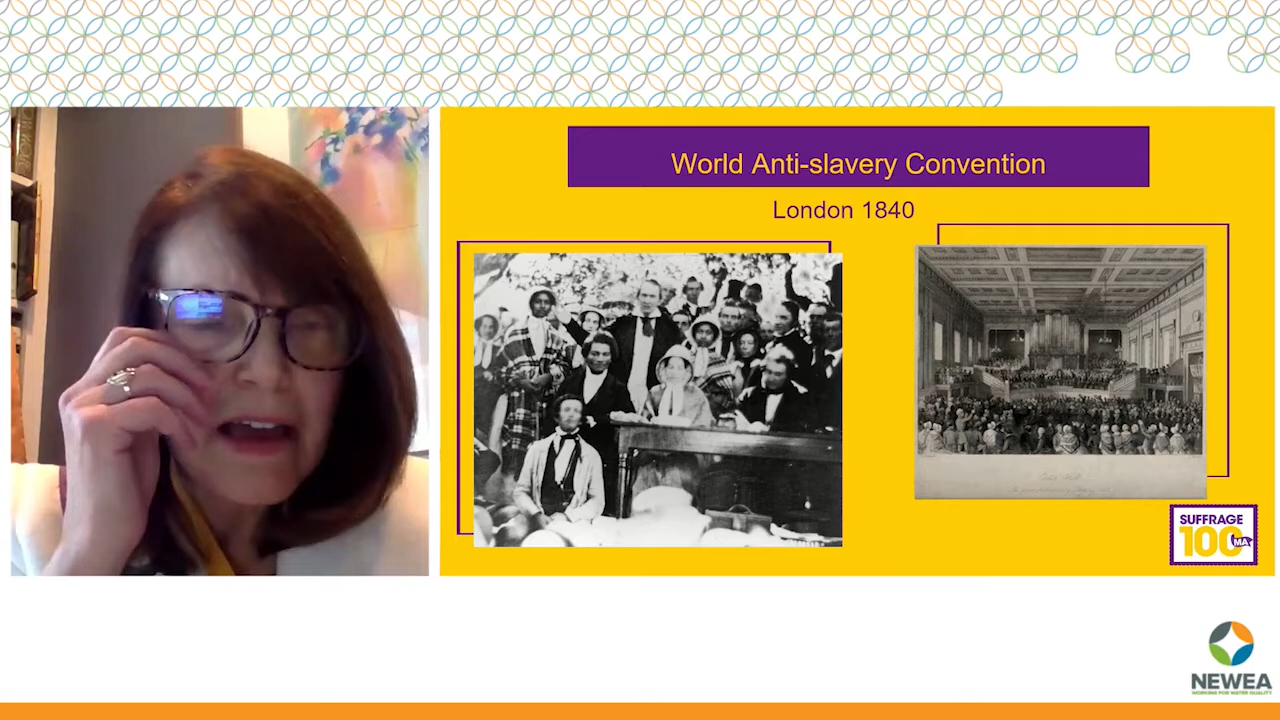 World Anti-slavery Convention
London 1840
SUFFRAGE
100
MA
NEWEA
WORKING FOR WATER QUALITY